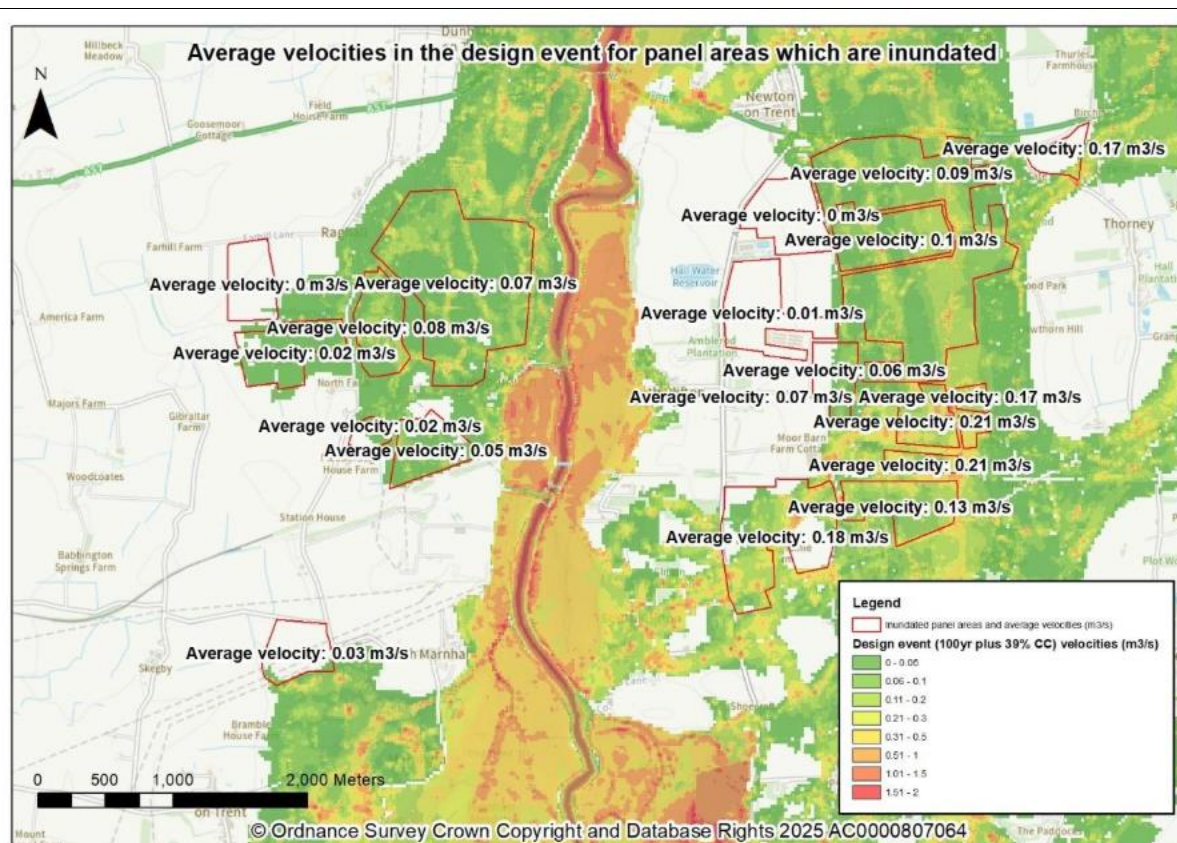 Millbeck Meadow
Average velocities in the design event for panel areas which are inundated
N
Thurles Farmhouse
Newton on Trent
Field House Farm
Goosemoor Cottage
A57
Average velocity: 0.17 m3/s
Average velocity: 0.09 m3/s
Average velocity: 0 m3/s
Thorney
Average velocity: 0.1 m3/s
Farhill Farm
Hall Water Reservoir
Hall Plantation
Average velocity: 0 m3/s
Average velocity: 0.07 m3/s
America Farm
Average velocity: 0.01 m3/s
Average velocity: 0.08 m3/s
Average velocity: 0.02 m3/s
Amblerod Plantation
Average velocity: 0.06 m3/s
North Farm
Majors Farm
Gibraltar Farm
Average velocity: 0.07 m3/s
Average velocity: 0.17 m3/s
Average velocity: 0.02 m3/s
Average velocity: 0.21 m3/s
Moor Barn Farm Cottages
Average velocity: 0.05 m3/s
House Farm
Average velocity: 0.21 m3/s
Woodcoates
Station House
Average velocity: 0.13 m3/s
Average velocity: 0.18 m3/s
Babbington Springs Farm
Legend
Inundated panel areas and average velocities (m3/s)
Design event (100yr plus 39% CC) velocities (m3/s)
0 - 0.05
0.06 - 0.1
0.11 - 0.2
0.21 - 0.3
0.31 - 0.5
0.51 - 1
1.01 - 1.5
1.51 - 2
Average velocity: 0.03 m3/s
Skegby
Bramble House Farm
0 500 1,000 2,000 Meters
on Trent
The Paddocks
© Ordnance Survey Crown Copyright and Database Rights 2025 AC0000807064